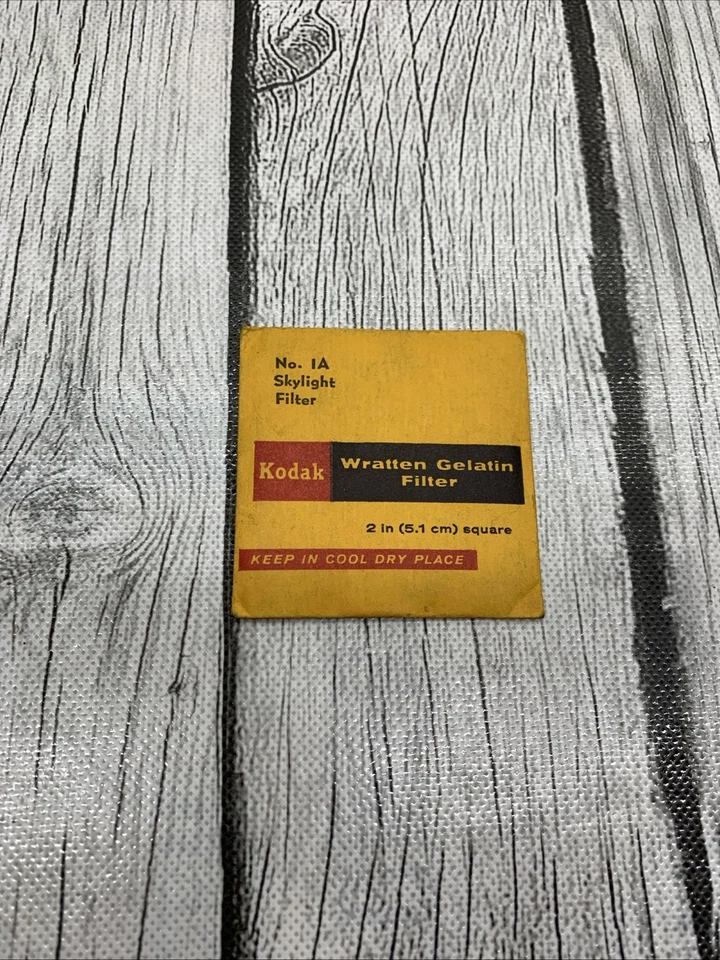 No. 1A
Skylight
Filter
Kodak
Wratten Gelatin
Filter
2 in (5.1 cm) square
KEEP IN COOL DRY PLACE